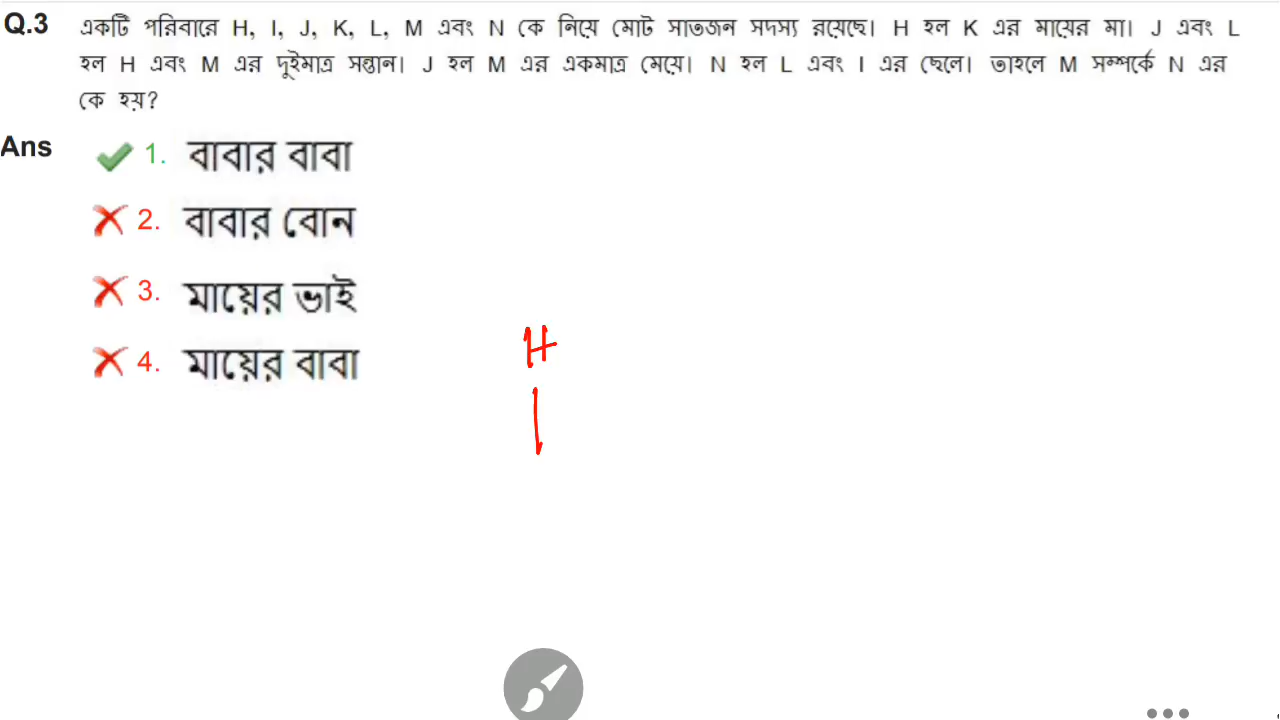 Q.3 একটি পরিবারে H, I, J, K, L, M এবং N কে নিয়ে মোট সাতজন সদস্য রয়েছে। H হল K এর মায়ের মা। J এবং L
হল H এবং M এর দুইমাত্র সন্তান। J হল M এর একমাত্র মেয়ে। N হল L এবং I এর ছেলে। তাহলে M সম্পর্কে N এর
কে হয়?
Ans 1. বাবার বাবা
2. বাবার বোন
3. মায়ের ভাই
4. মায়ের বাবা
H